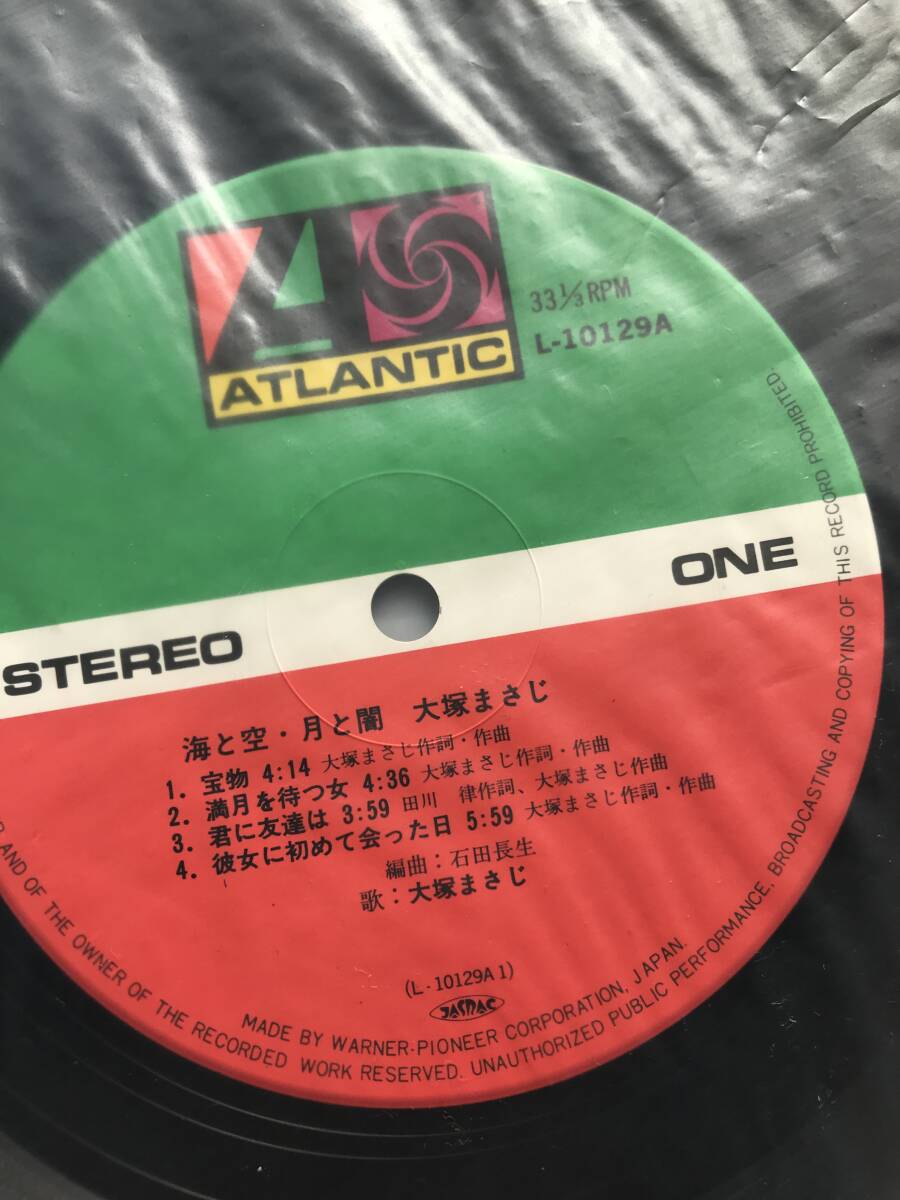 ATLANTIC
33⅓RPM
L-10129A
STEREO
ONE
海と空・月と闇 大塚まさじ
1. 宝物 4:14 大塚まさじ作詞・作曲
2. 満月を待つ女 4:36 大塚まさじ作詞・作曲
3. 君に友達は 3:59 田川 律作詞、大塚まさじ作曲
4. 彼女に初めて会った日 5:59 大塚まさじ作詞・作曲
編曲：石田長生
歌：大塚まさじ
(L-10129A1)
JASRAC
MADE BY WARNER-PIONEER CORPORATION, JAPAN.
AND OF THE OWNER OF THE RECORDED WORK RESERVED. UNAUTHORIZED PUBLIC PERFORMANCE, BROADCASTING AND COPYING OF THIS RECORD PROHIBITED.